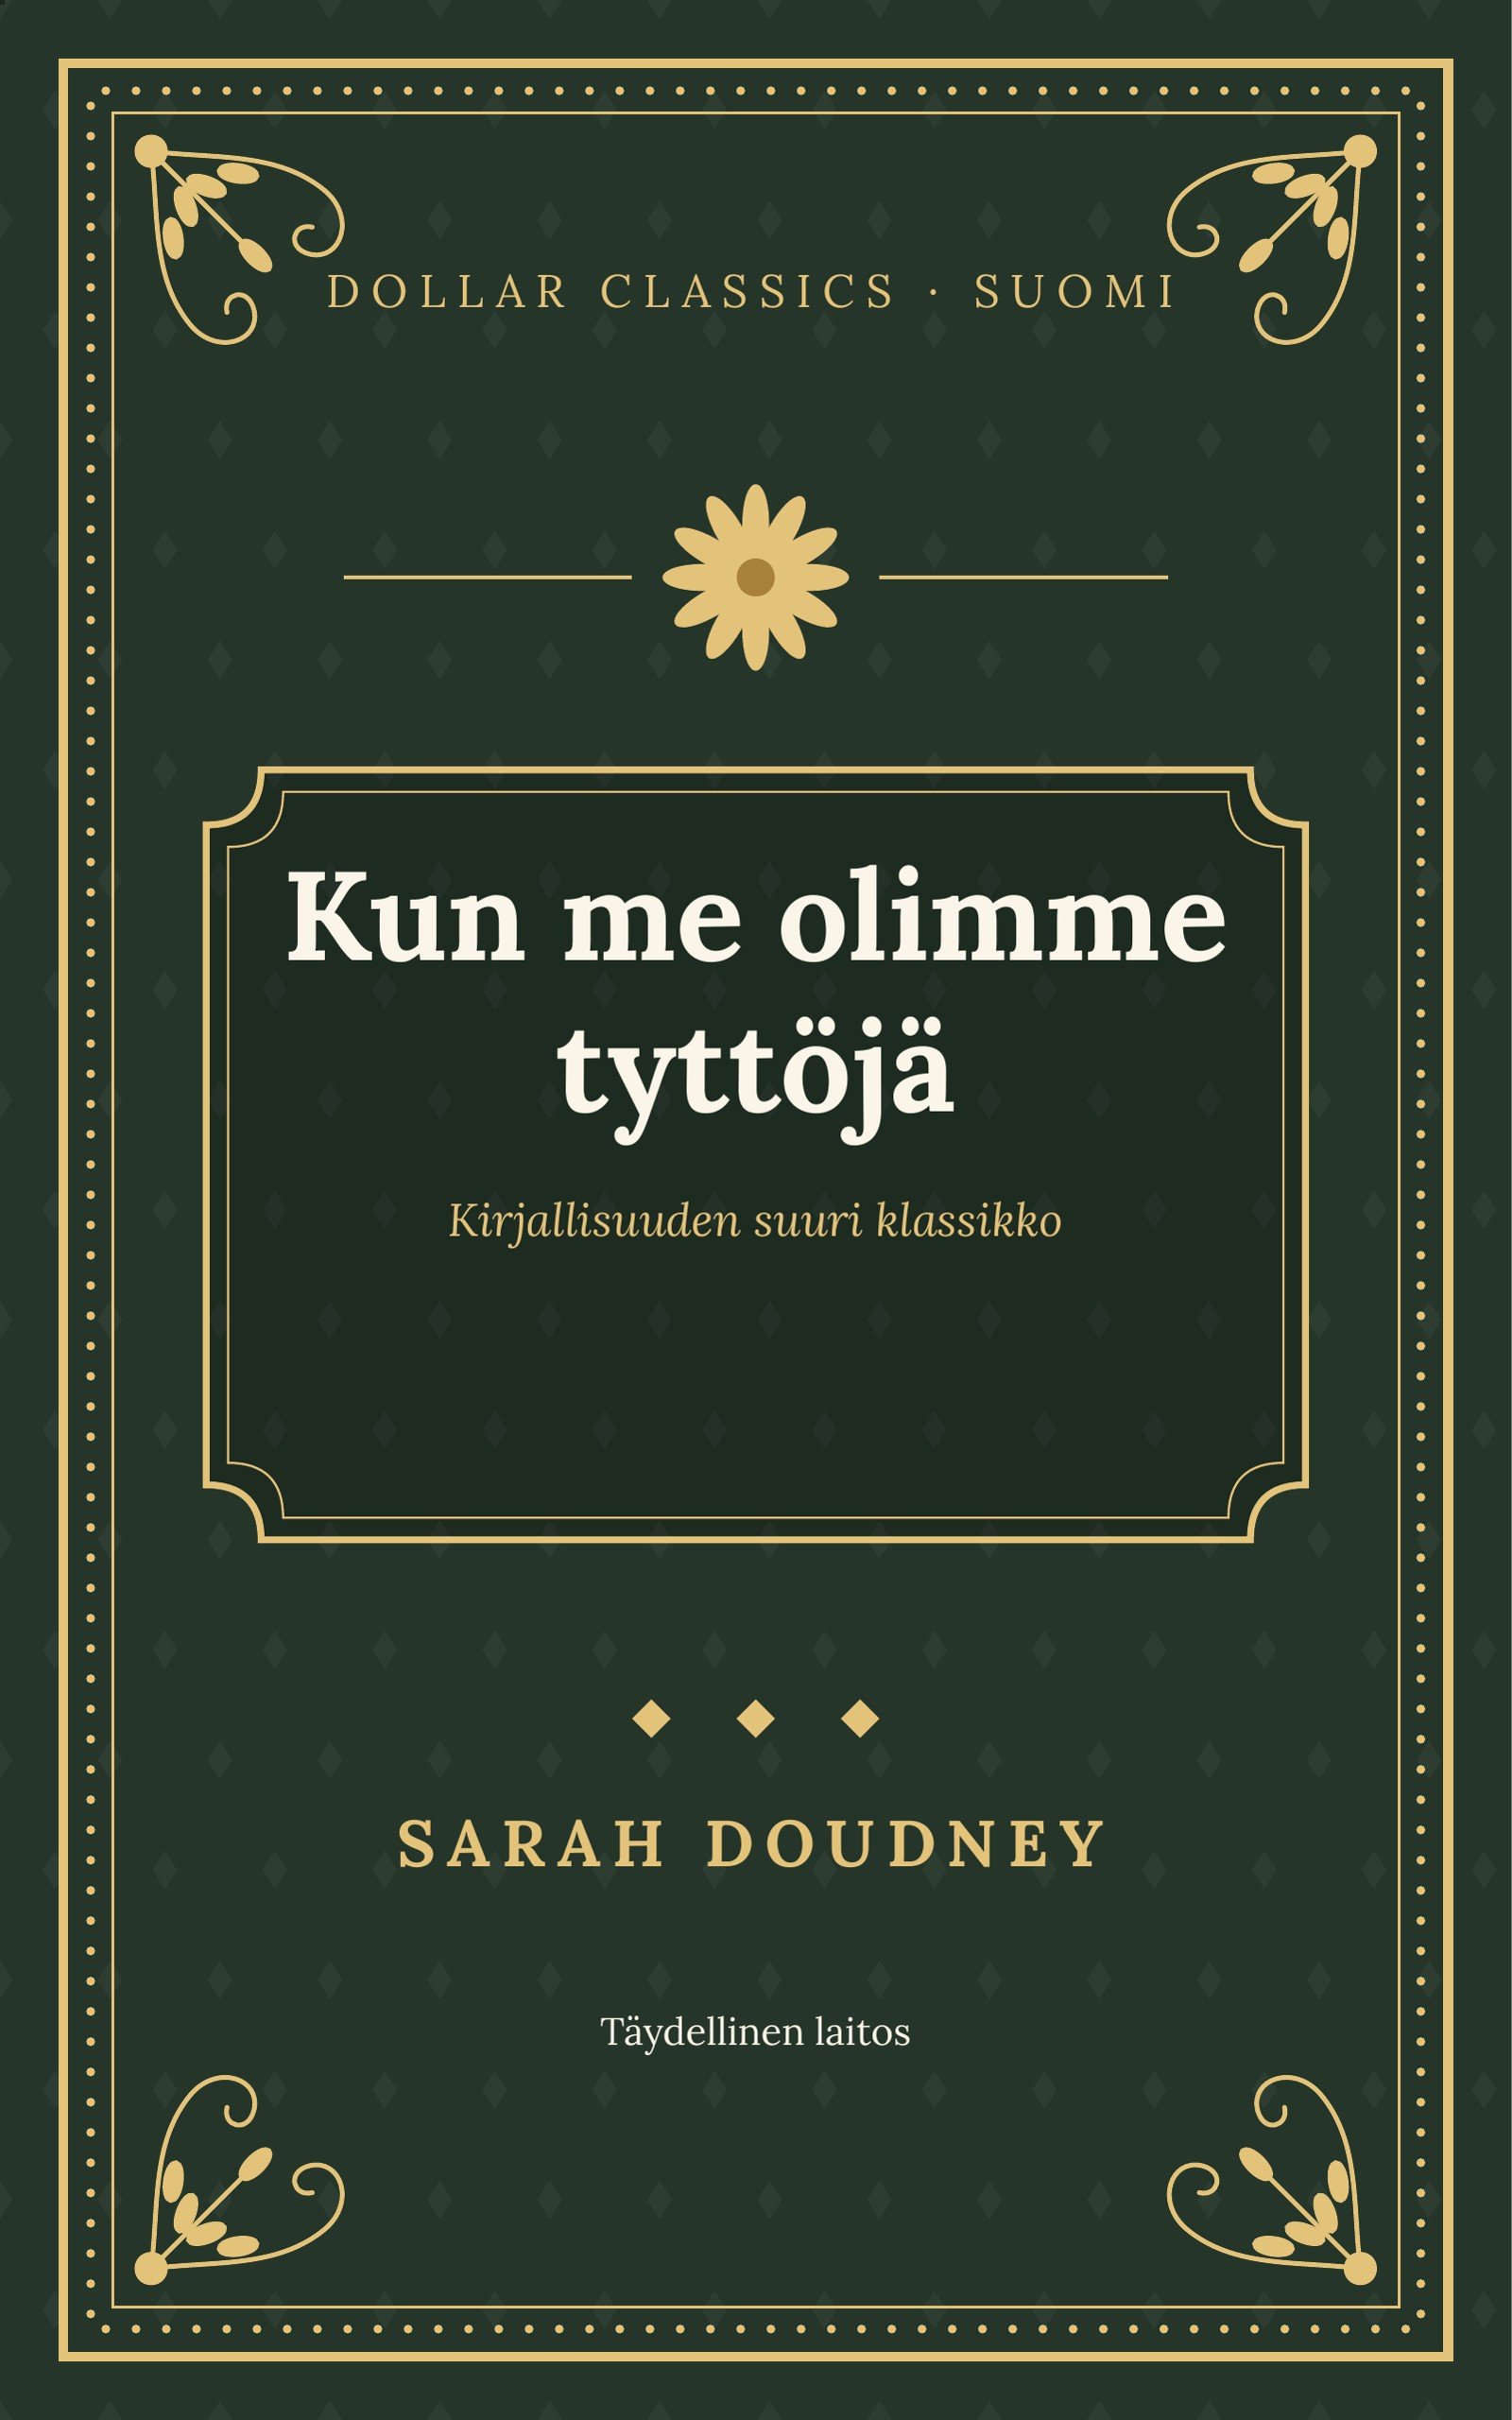 DOLLAR CLASSICS · SUOMI
Kun me olimme
tyttöjä
Kirjallisuuden suuri klassikko
SARAH DOUDNEY
Täydellinen laitos